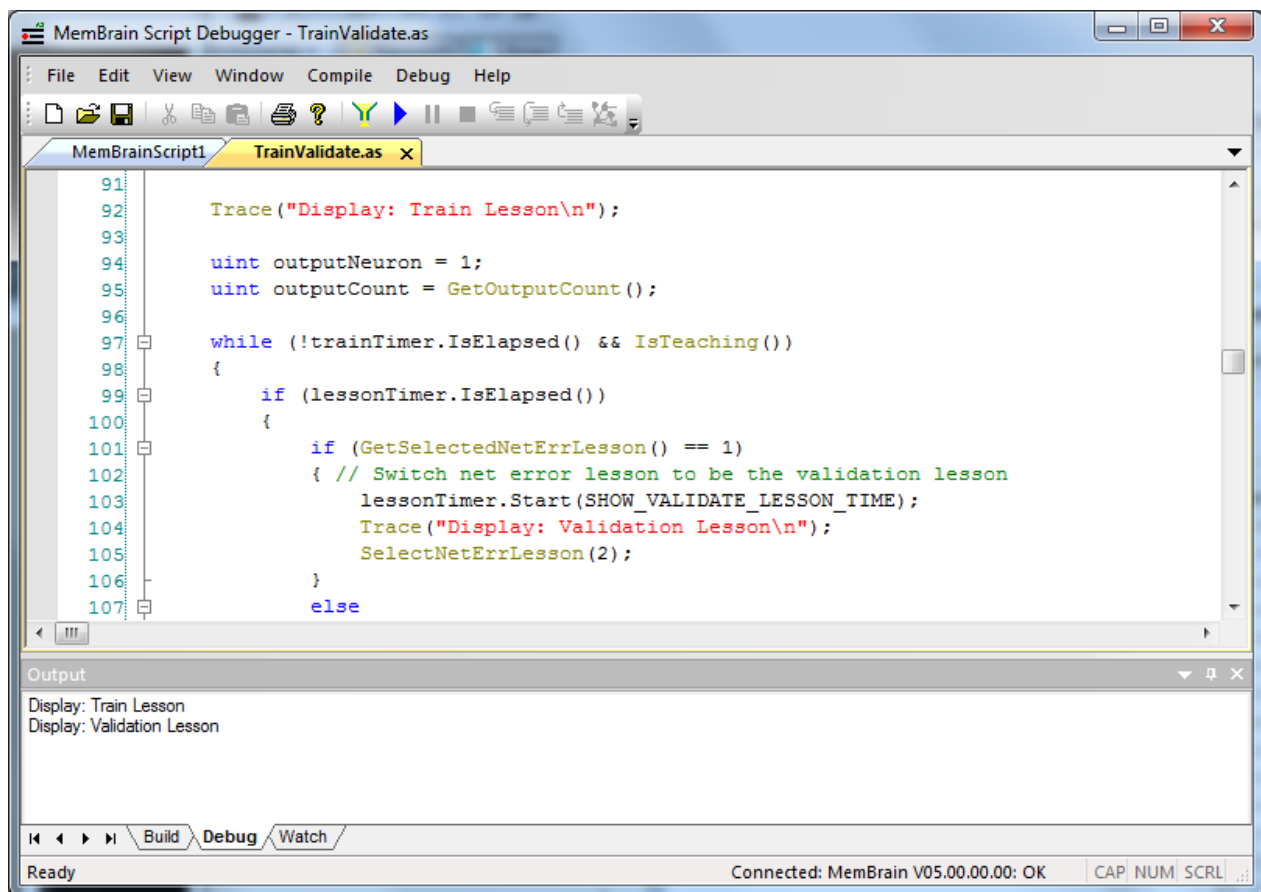 MemBrain Script Debugger - TrainValidate.as
File Edit View Window Compile Debug Help
MemBrainScript1 TrainValidate.as
91
92 Trace("Display: Train Lesson\n");
93
94 uint outputNeuron = 1;
95 uint outputCount = GetOutputCount();
96
97 while (!trainTimer.IsElapsed() && IsTeaching())
98 {
99 if (lessonTimer.IsElapsed())
100 {
101 if (GetSelectedNetErrLesson() == 1)
102 { // Switch net error lesson to be the validation lesson
103 lessonTimer.Start(SHOW_VALIDATE_LESSON_TIME);
104 Trace("Display: Validation Lesson\n");
105 SelectNetErrLesson(2);
106 }
107 else
Output
Display: Train Lesson
Display: Validation Lesson
Build Debug Watch
Ready Connected: MemBrain V05.00.00.00: OK CAP NUM SCRL